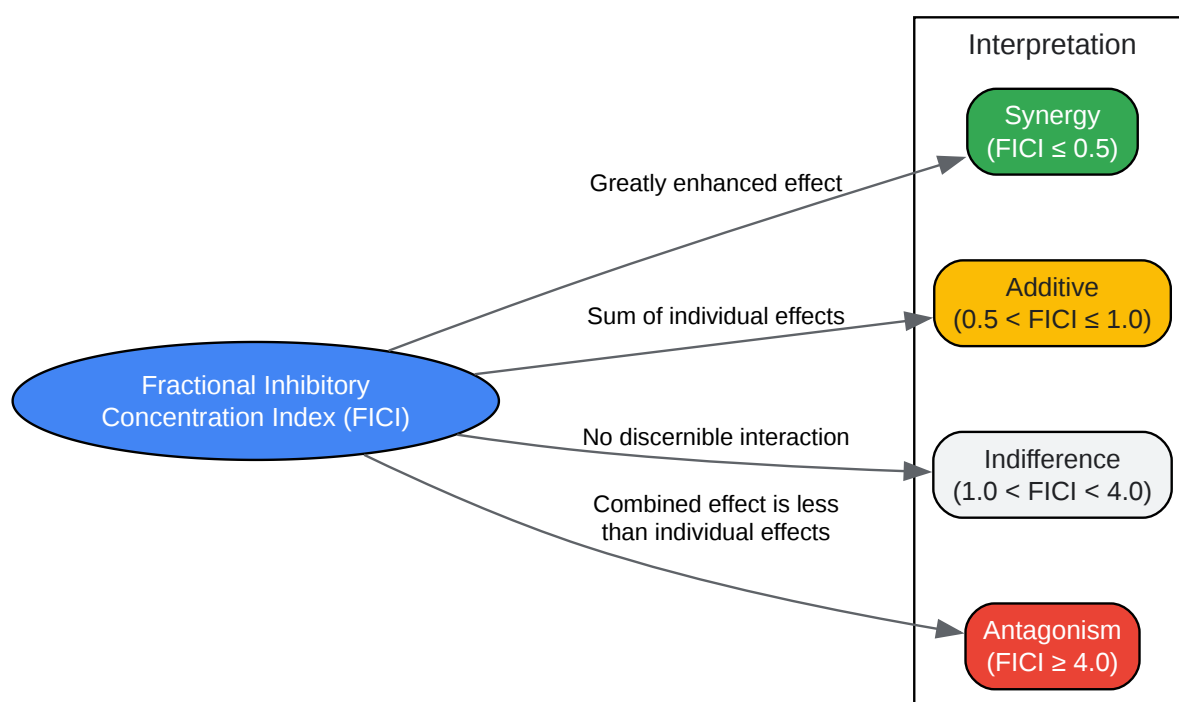 Interpretation
Synergy
(FICI ≤ 0.5)
Greatly enhanced effect
Additive
(0.5 < FICI ≤ 1.0)
Sum of individual effects
Fractional Inhibitory
Concentration Index (FICI)
No discernible interaction
Indifference
(1.0 < FICI < 4.0)
Combined effect is less
than individual effects
Antagonism
(FICI ≥ 4.0)